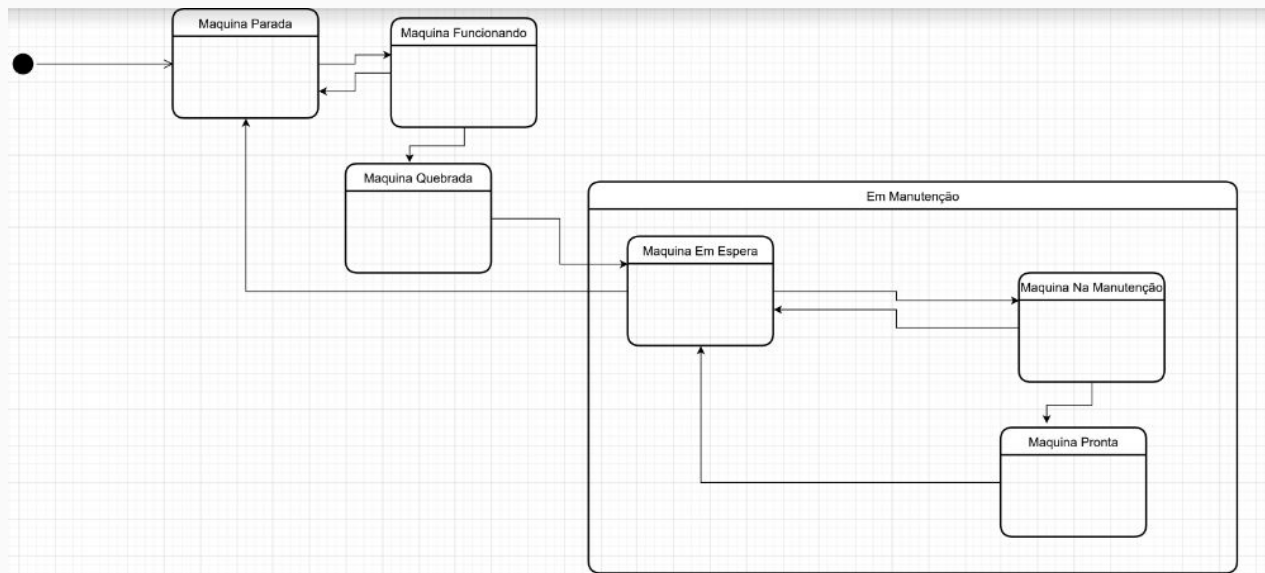 Maquina Parada
Maquina Funcionando
Maquina Quebrada
Em Manutenção
Maquina Em Espera
Maquina Na Manutenção
Maquina Pronta